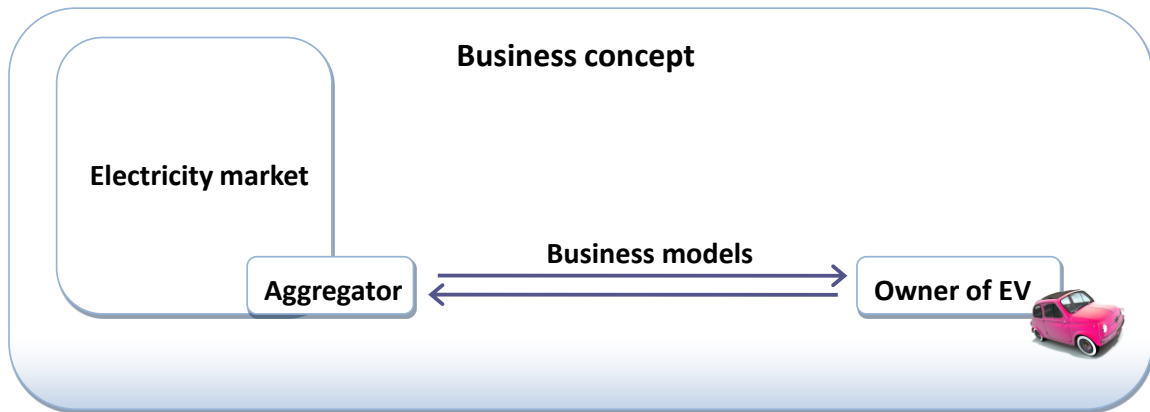 Business concept
Electricity market
Business models
Aggregator
Owner of EV